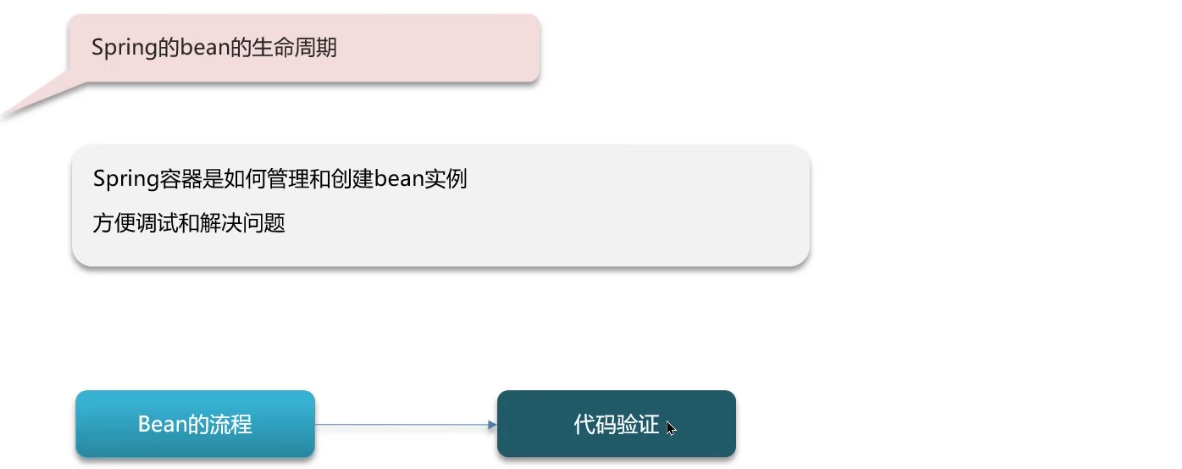 Spring的bean的生命周期
Spring容器是如何管理和创建bean实例
方便调试和解决问题
Bean的流程
代码验证